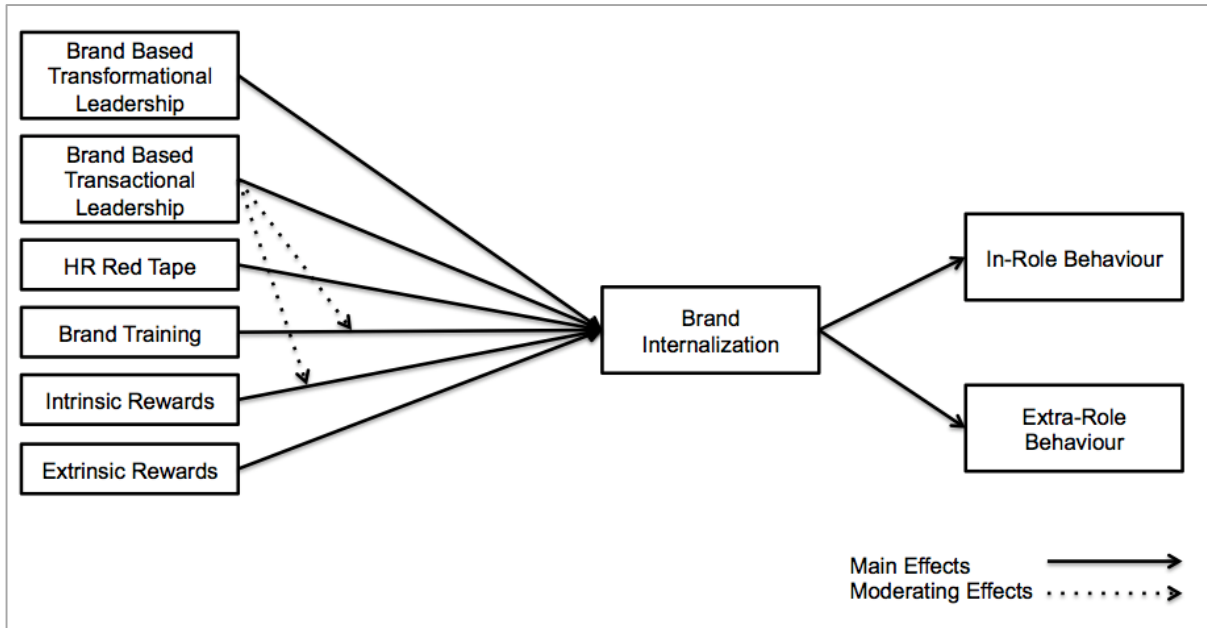 Brand Based
Transformational
Leadership
Brand Based
Transactional
Leadership
HR Red Tape
Brand Training
Intrinsic Rewards
Extrinsic Rewards
Brand
Internalization
In-Role Behaviour
Extra-Role
Behaviour
Main Effects
Moderating Effects